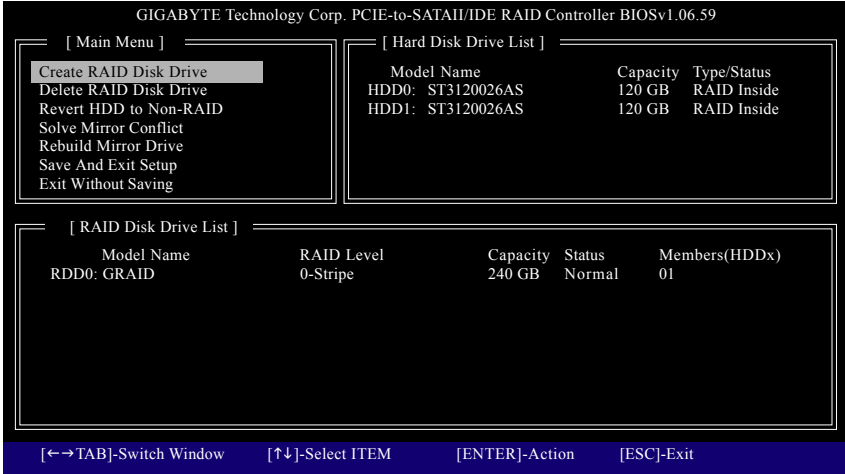 GIGABYTE Technology Corp. PCIE-to-SATAII/IDE RAID Controller BIOSv1.06.59
[ Main Menu ]
Create RAID Disk Drive
Delete RAID Disk Drive
Revert HDD to Non-RAID
Solve Mirror Conflict
Rebuild Mirror Drive
Save And Exit Setup
Exit Without Saving
[ Hard Disk Drive List ]
Model Name Capacity Type/Status
HDD0: ST3120026AS 120 GB RAID Inside
HDD1: ST3120026AS 120 GB RAID Inside
[ RAID Disk Drive List ]
Model Name RAID Level Capacity Status Members(HDDx)
RDD0: GRAID 0-Stripe 240 GB Normal 01
[←→TAB]-Switch Window [↑↓]-Select ITEM [ENTER]-Action [ESC]-Exit